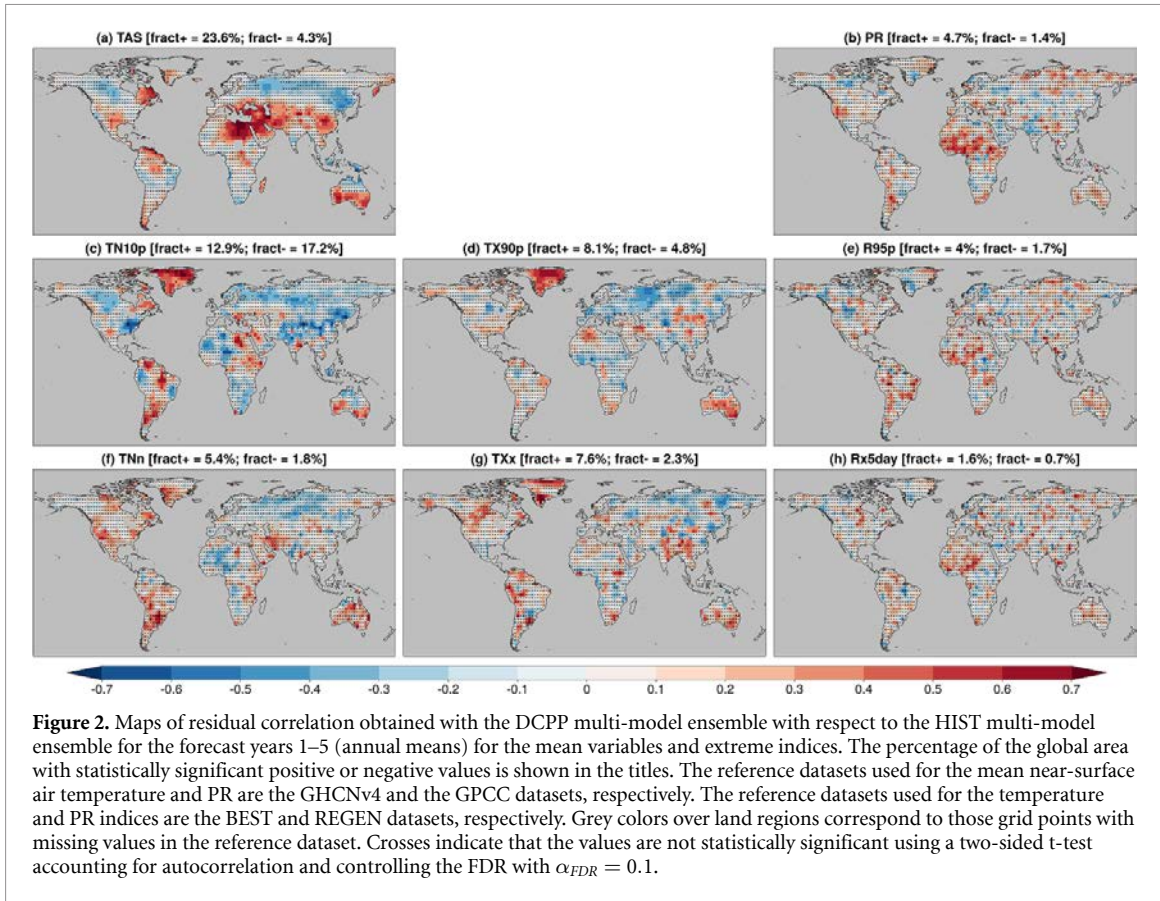 (a) TAS [fract+ = 23.6%; fract- = 4.3%]
(b) PR [fract+ = 4.7%; fract- = 1.4%]
(c) TN10p [fract+ = 12.9%; fract- = 17.2%]
(d) TX90p [fract+ = 8.1%; fract- = 4.8%]
(e) R95p [fract+ = 4%; fract- = 1.7%]
(f) TNn [fract+ = 5.4%; fract- = 1.8%]
(g) TXx [fract+ = 7.6%; fract- = 2.3%]
(h) Rx5day [fract+ = 1.6%; fract- = 0.7%]
-0.7 -0.6 -0.5 -0.4 -0.3 -0.2 -0.1 0 0.1 0.2 0.3 0.4 0.5 0.6 0.7
Figure 2. Maps of residual correlation obtained with the DCPP multi-model ensemble with respect to the HIST multi-model
ensemble for the forecast years 1–5 (annual means) for the mean variables and extreme indices. The percentage of the global area
with statistically significant positive or negative values is shown in the titles. The reference datasets used for the mean near-surface
air temperature and PR are the GHCNv4 and the GPCC datasets, respectively. The reference datasets used for the temperature
and PR indices are the BEST and REGEN datasets, respectively. Grey colors over land regions correspond to those grid points with
missing values in the reference dataset. Crosses indicate that the values are not statistically significant using a two-sided t-test
accounting for autocorrelation and controlling the FDR with α_FDR = 0.1.